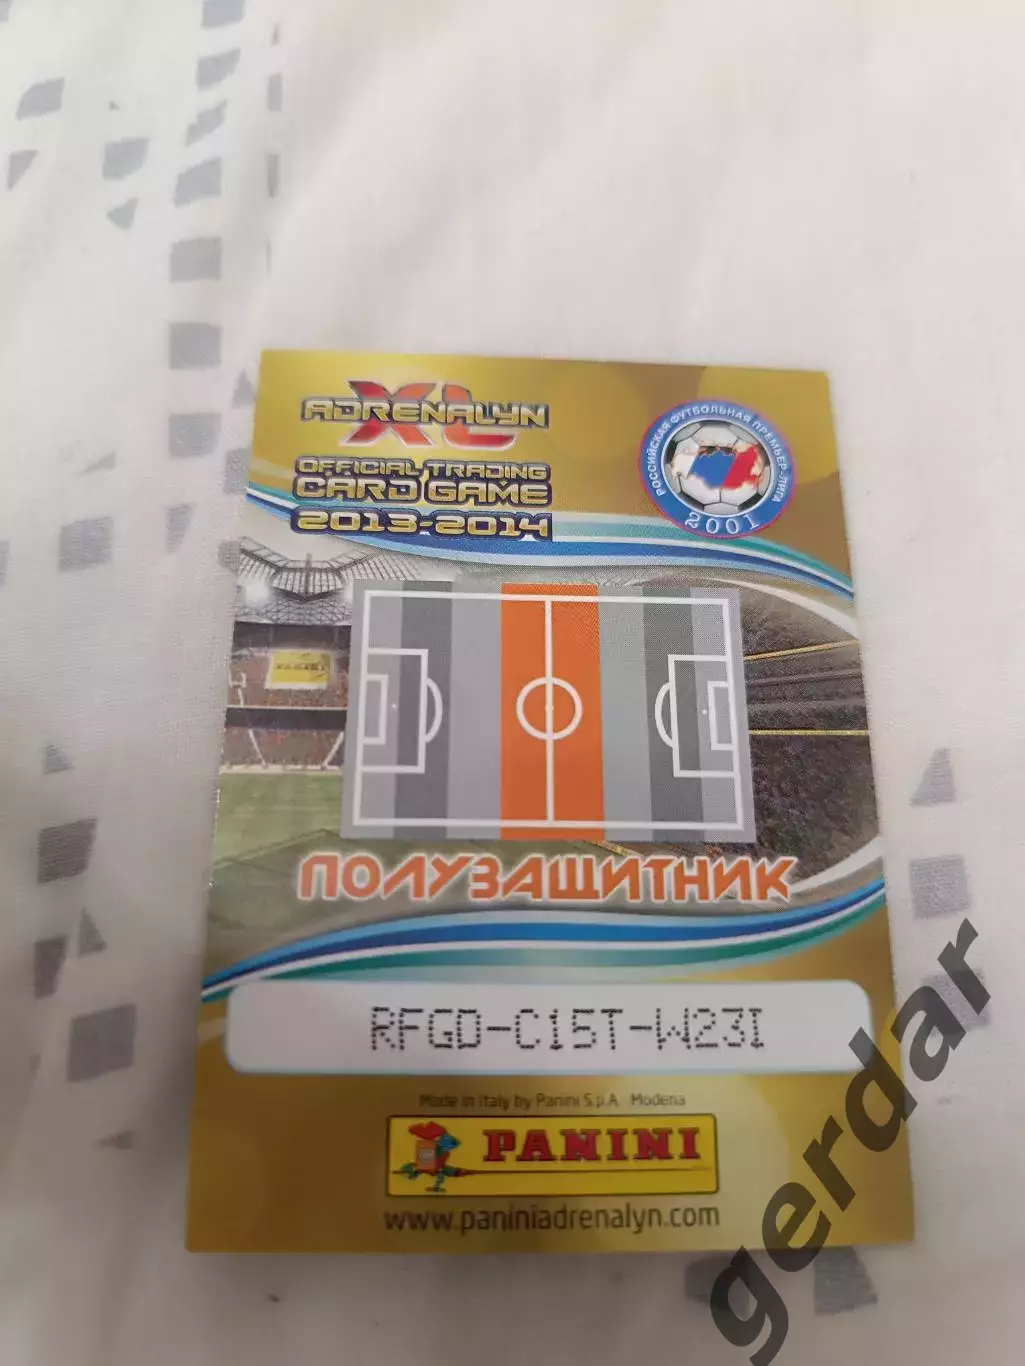 ADRENALYN XL
OFFICIAL TRADING
CARD GAME
2013-2014
РОССИЙСКАЯ ФУТБОЛЬНАЯ ПРЕМЬЕР-ЛИГА
2001
PANINI
ПОЛУЗАЩИТНИК
RFGD-C15T-W23I
Made in Italy by Panini S.p.A. Modena
PANINI
www.paniniadrenalyn.com
gerdar